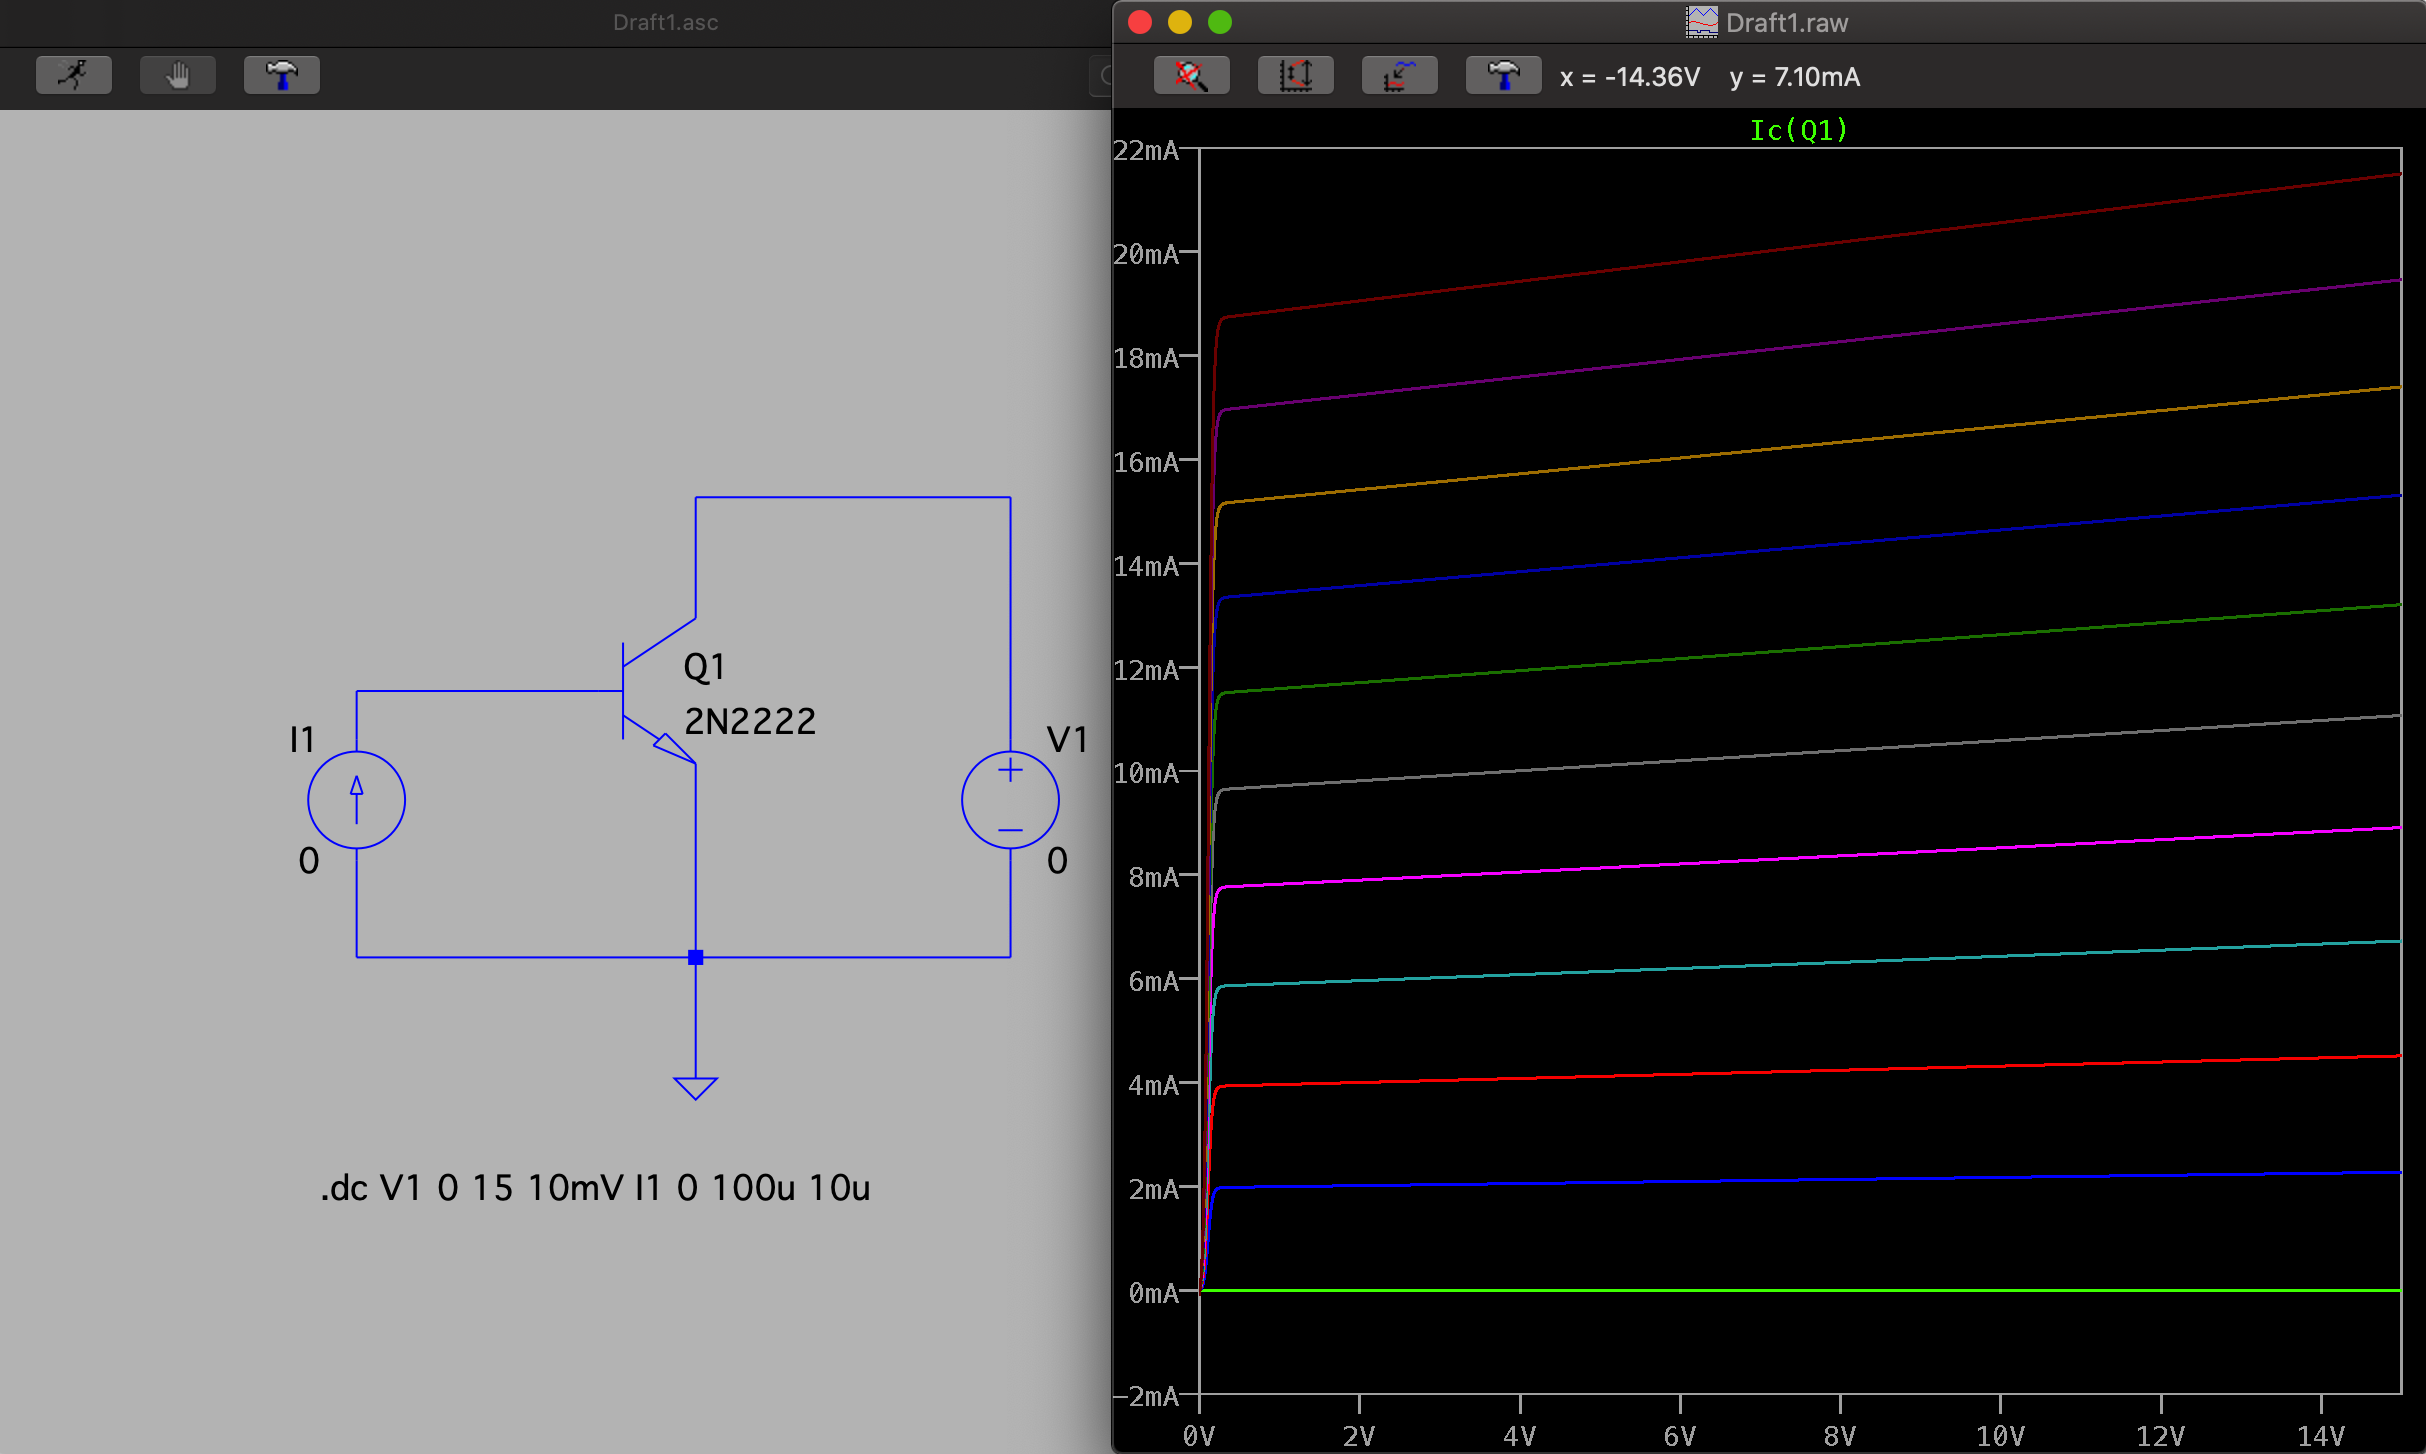 Draft1.asc
Q1
2N2222
I1
0
V1
0
.dc V1 0 15 10mV I1 0 100u 10u
Draft1.raw
x = -14.36V y = 7.10mA
Ic(Q1)
22mA
20mA
18mA
16mA
14mA
12mA
10mA
8mA
6mA
4mA
2mA
0mA
-2mA
0V 2V 4V 6V 8V 10V 12V 14V